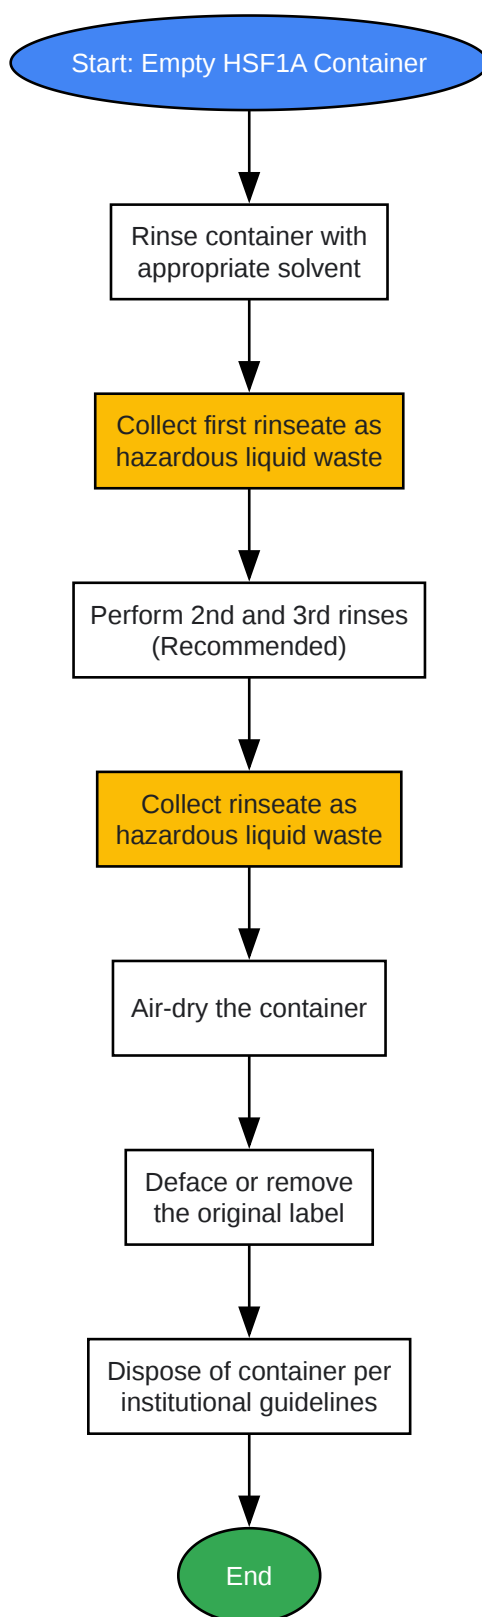 Start: Empty HSF1A Container
Rinse container with
appropriate solvent
Collect first rinseate as
hazardous liquid waste
Perform 2nd and 3rd rinses
(Recommended)
Collect rinseate as
hazardous liquid waste
Air-dry the container
Deface or remove
the original label
Dispose of container per
institutional guidelines
End